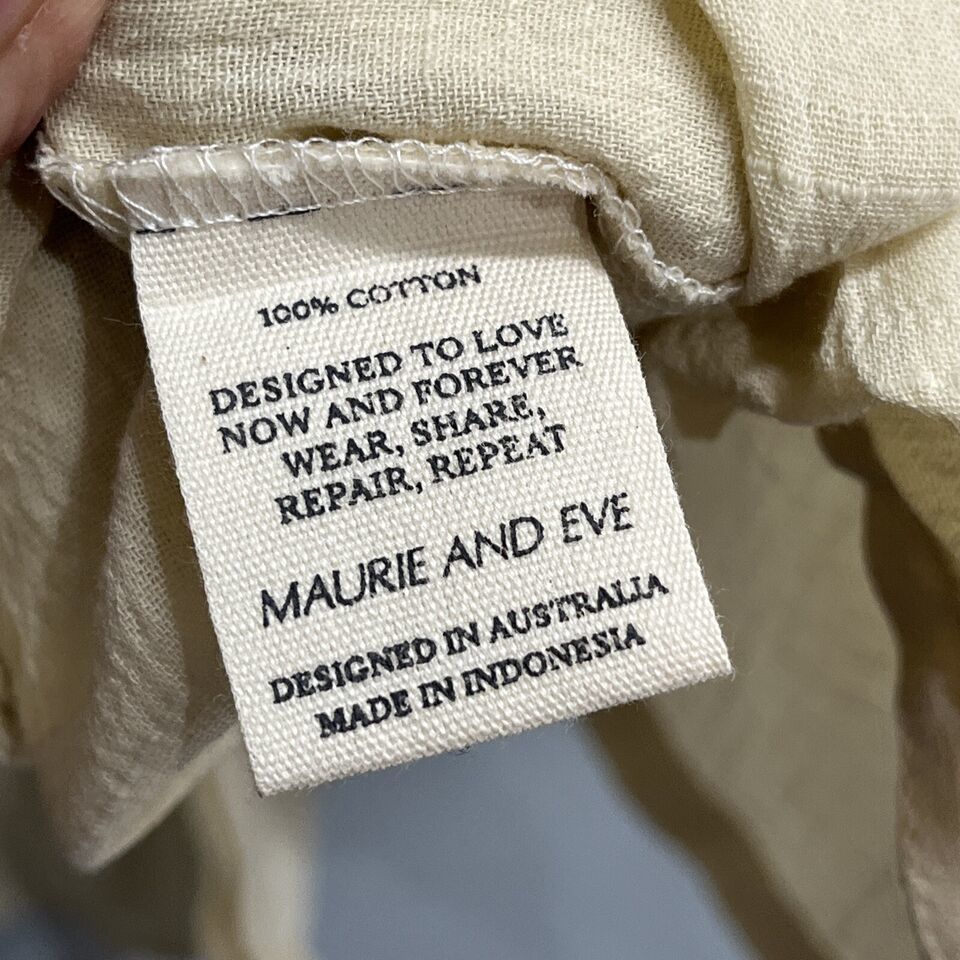 100% COTTON
DESIGNED TO LOVE
NOW AND FOREVER
WEAR, SHARE,
REPAIR, REPEAT
MAURIE AND EVE
DESIGNED IN AUSTRALIA
MADE IN INDONESIA